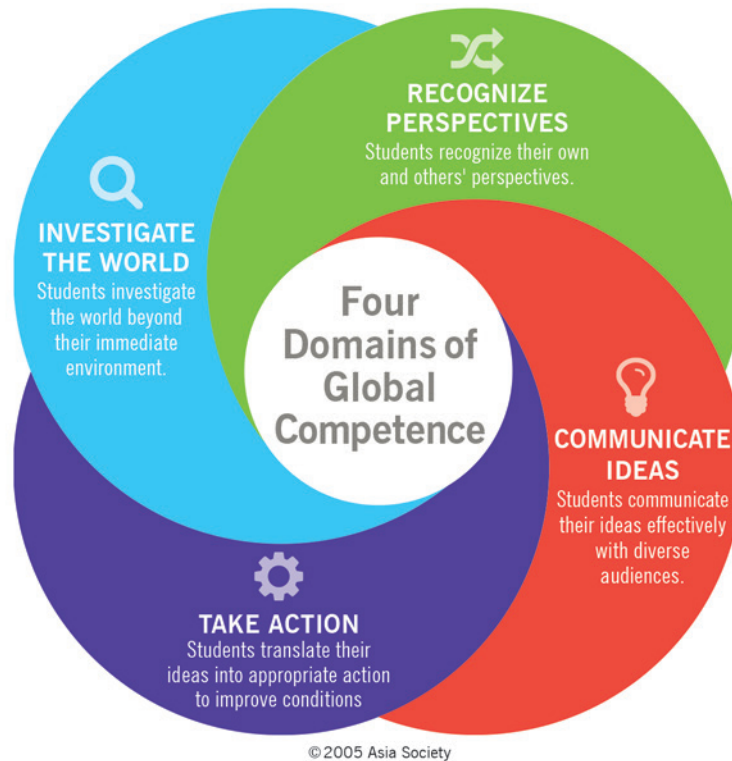 RECOGNIZE
PERSPECTIVES
Students recognize their own
and others' perspectives.
INVESTIGATE
THE WORLD
Students investigate
the world beyond
their immediate
environment.
Four
Domains of
Global
Competence
COMMUNICATE
IDEAS
Students communicate
their ideas effectively
with diverse
audiences.
TAKE ACTION
Students translate their
ideas into appropriate action
to improve conditions
©2005 Asia Society